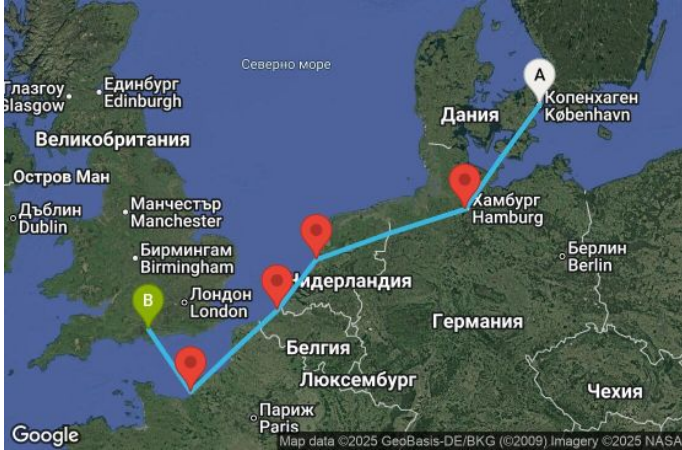 Северно море
A
Глазгоу
Glasgow
Единбург
Edinburgh
Копенхаген
København
Дания
Великобритания
Остров Ман
Хамбург
Hamburg
Дъблин
Dublin
Манчестър
Manchester
Бирмингам
Birmingham
Берлин
Berlin
Нидерландия
B
Лондон
London
Германия
Белгия
Люксембург
Чехия
Париж
Paris
Google
Map data ©2025 GeoBasis-DE/BKG (©2009) Imagery ©2025 NASA